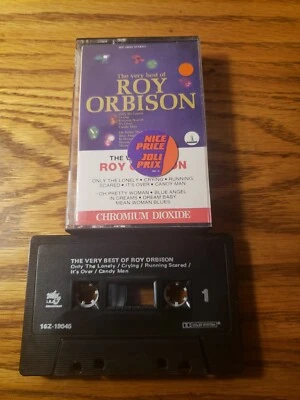 The very best of
ROY
ORBISON
NICE
PRICE
JOLI
PRIX
THE V
ROY ORBISON
ONLY THE LONELY • CRYING • RUNNING
SCARED • IT'S OVER • CANDY MAN
OH PRETTY WOMAN • BLUE ANGEL
IN DREAMS • DREAM BABY
MEAN WOMAN BLUES
CHROMIUM DIOXIDE
THE VERY BEST OF ROY ORBISON
Only The Lonely / Crying / Running Scared /
It's Over / Candy Man
1
16Z-19045